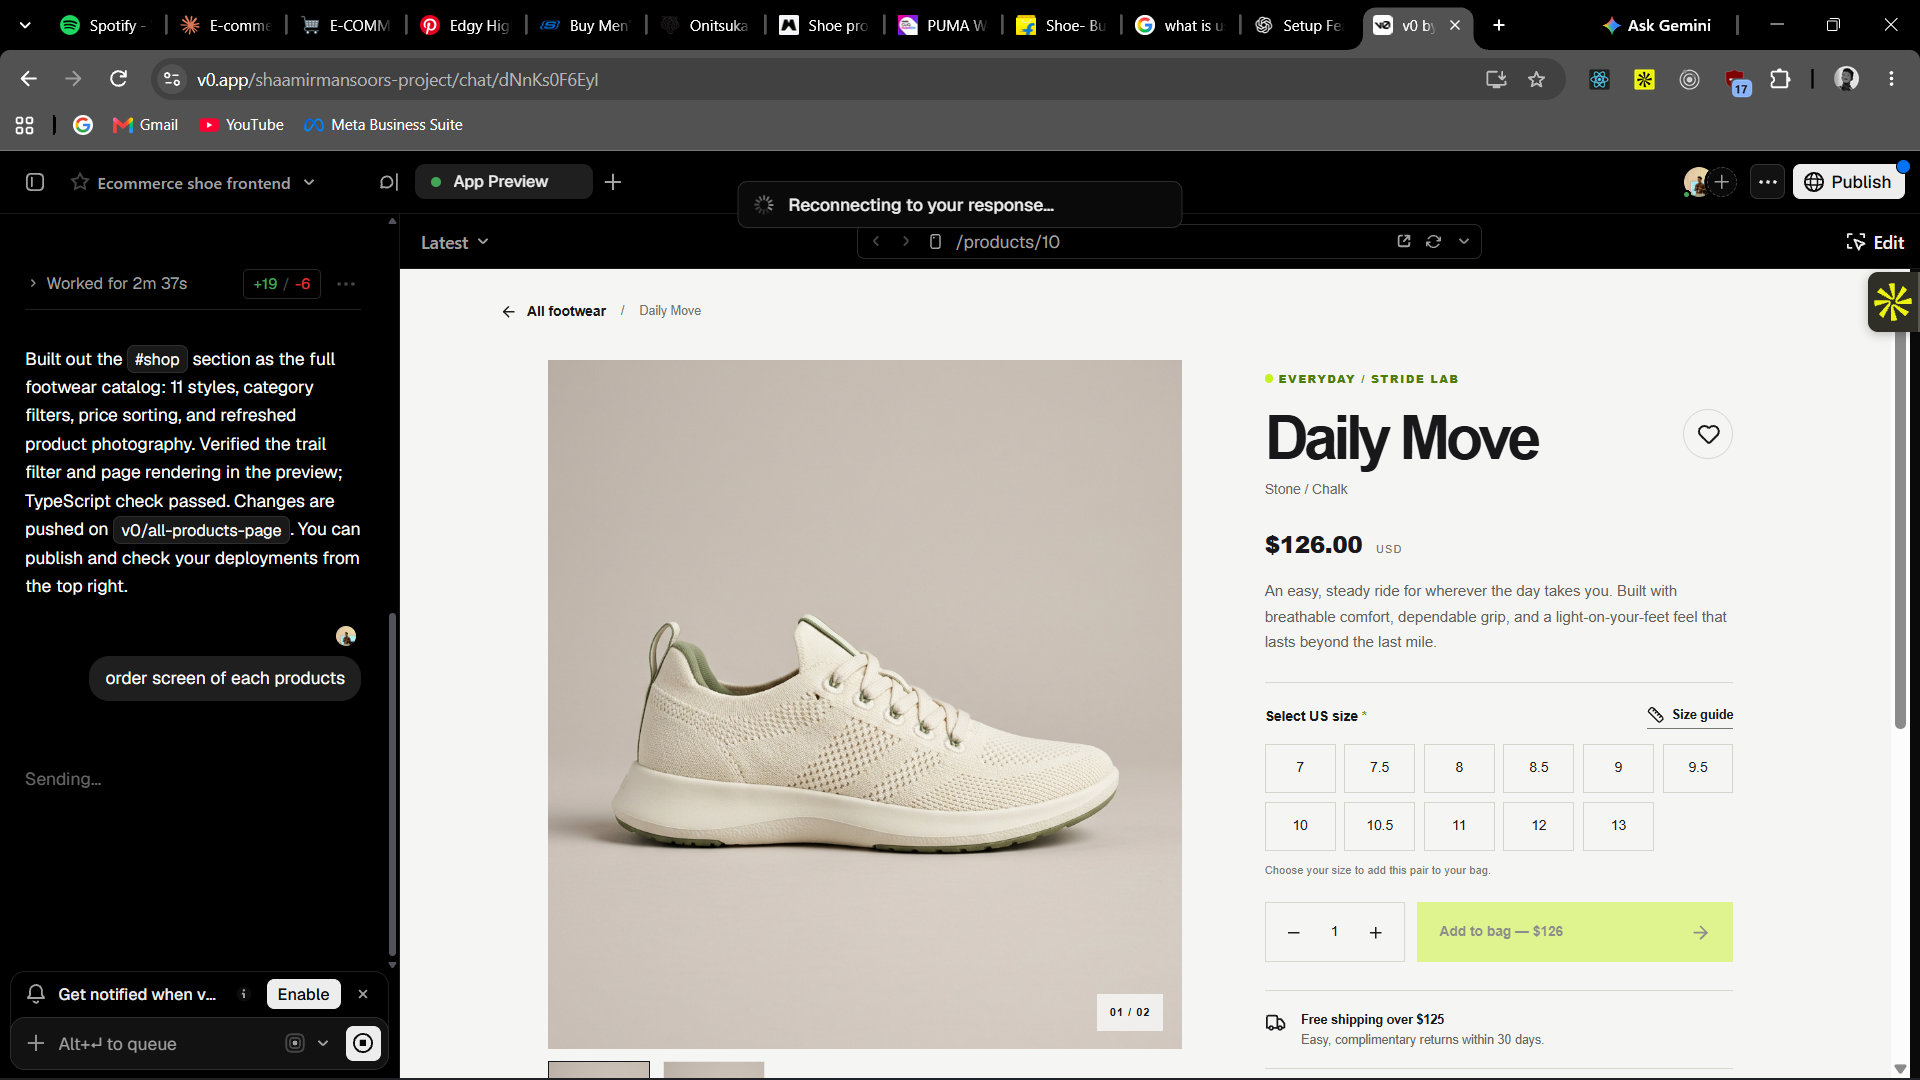 Spotify -
E-comme
E-COMM
Edgy Hig
Buy Men
Onitsuka
Shoe pro
PUMA W
Shoe- Bu
what is u
Setup Fe
v0 by
Ask Gemini
v0.app/shaamirmansoors-project/chat/dNnKs0F6EyI
17
Gmail
YouTube
Meta Business Suite
Ecommerce shoe frontend
App Preview
Reconnecting to your response...
Publish
Latest
/products/10
Edit
Worked for 2m 37s
+19 / -6
Built out the #shop section as the full
footwear catalog: 11 styles, category
filters, price sorting, and refreshed
product photography. Verified the trail
filter and page rendering in the preview;
TypeScript check passed. Changes are
pushed on v0/all-products-page. You can
publish and check your deployments from
the top right.
order screen of each products
Sending...
Get notified when v...
Enable
Alt+↵ to queue
All footwear / Daily Move
01 / 02
EVERYDAY / STRIDE LAB
Daily Move
Stone / Chalk
$126.00 USD
An easy, steady ride for wherever the day takes you. Built with
breathable comfort, dependable grip, and a light-on-your-feet feel that
lasts beyond the last mile.
Select US size *
Size guide
7 7.5 8 8.5 9 9.5
10 10.5 11 12 13
Choose your size to add this pair to your bag.
− 1 +
Add to bag — $126
Free shipping over $125
Easy, complimentary returns within 30 days.